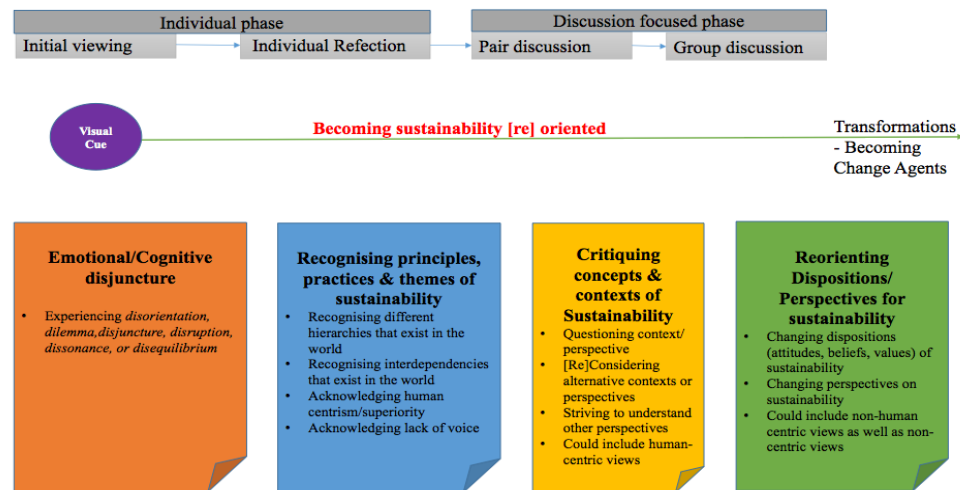 Individual phase
Discussion focused phase
Initial viewing
Individual Refection
Pair discussion
Group discussion
Visual
Cue
Becoming sustainability [re] oriented
Transformations
- Becoming
Change Agents
Emotional/Cognitive
disjuncture
• Experiencing disorientation,
dilemma,disjuncture, disruption,
dissonance, or disequilibrium
Recognising principles,
practices & themes of
sustainability
• Recognising different
hierarchies that exist in the
world
• Recognising interdependencies
that exist in the world
• Acknowledging human
centrism/superiority
• Acknowledging lack of voice
Critiquing
concepts &
contexts of
Sustainability
• Questioning context/
perspective
• [Re]Considering
alternative contexts or
perspectives
• Striving to understand
other perspectives
• Could include human-
centric views
Reorienting
Dispositions/
Perspectives for
sustainability
• Changing dispositions
(attitudes, beliefs, values) of
sustainability
• Changing perspectives on
sustainability
• Could include non-human
centric views as well as non-
centric views